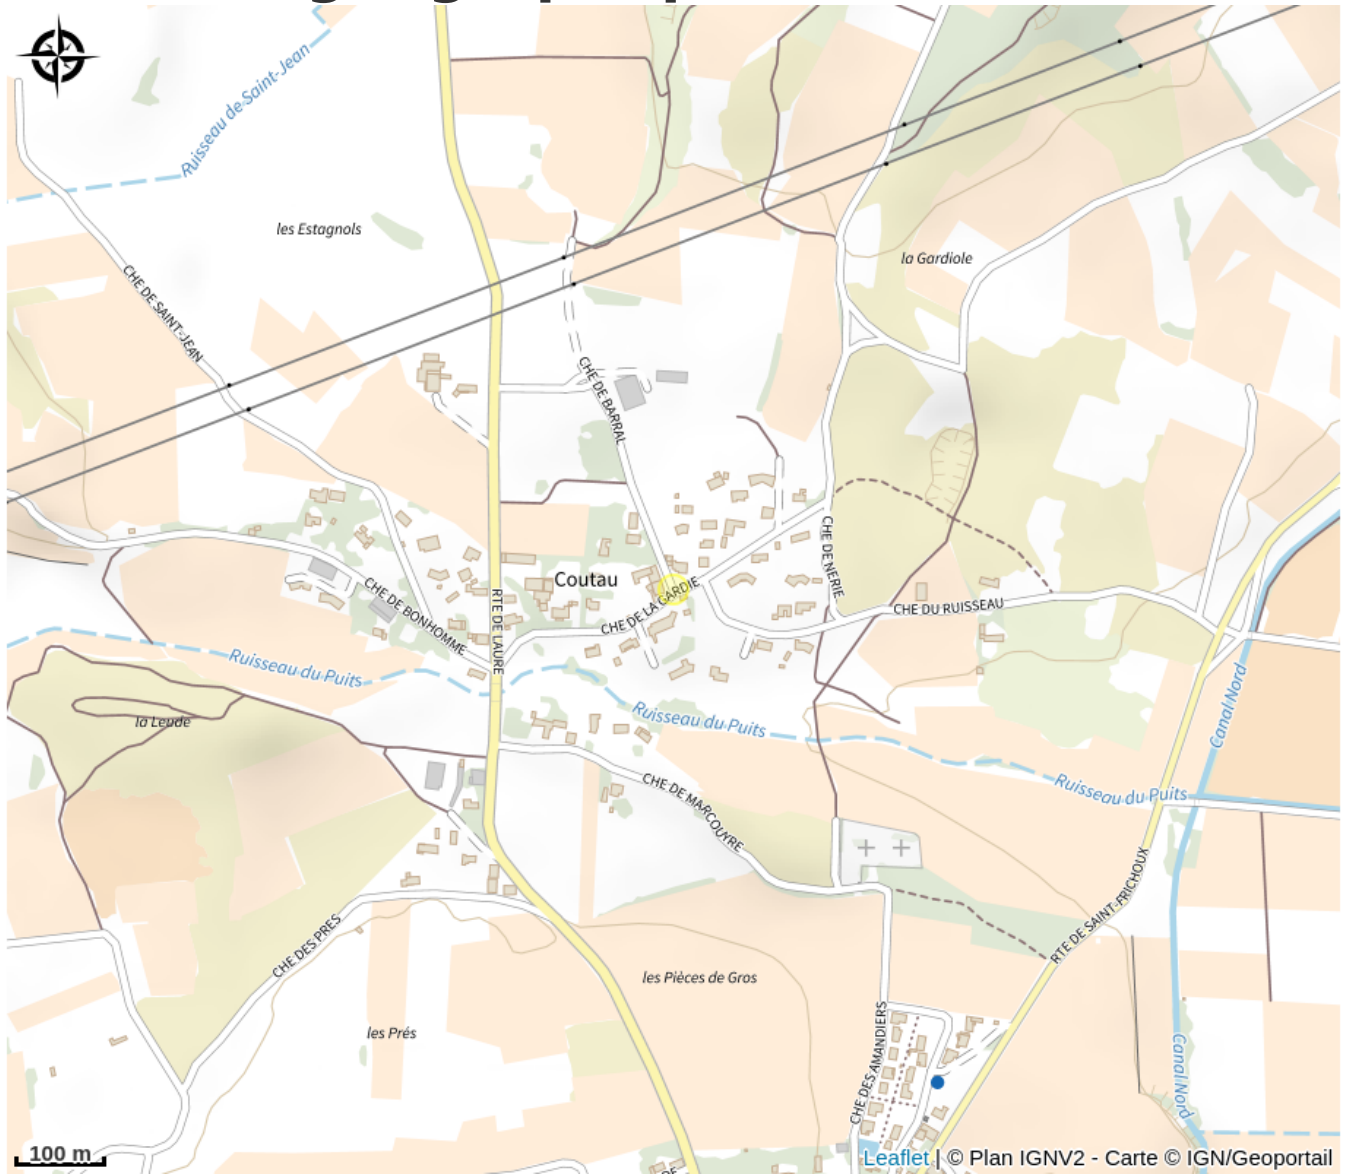 Ruisseau de Saint-Jean
les Estagnols
la Gardiole
CHE DE SAINT-JEAN
CHE DE BARRAL
CHE DE NERIE
Coutau
CHE DE LA GARDIE
CHE DU RUISSEAU
CHE DE BONHOMME
RTE DE LAURE
Ruisseau du Puits
Canal Nord
la Lende
Ruisseau du Puits
Ruisseau du Puits
CHE DE MARCOUYRE
RTE DE SAINT-FRICHOUX
CHE DES PRES
les Pièces de Gros
les Prés
CHE DES AMANDIERS
Canal Nord
100 m
Leaflet | © Plan IGNV2 - Carte © IGN/Geoportail